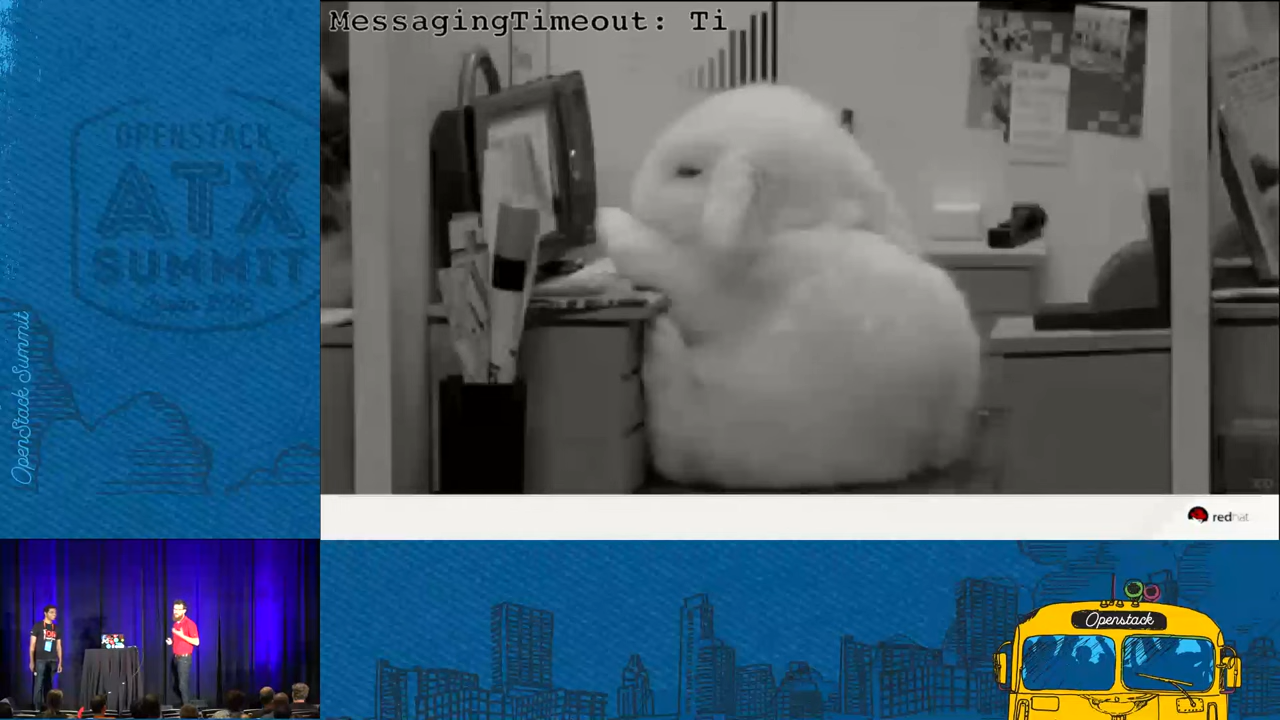 MessagingTimeout: Ti
OPENSTACK
ATX
SUMMIT
OpenStack Summit
redhat.
Openstack